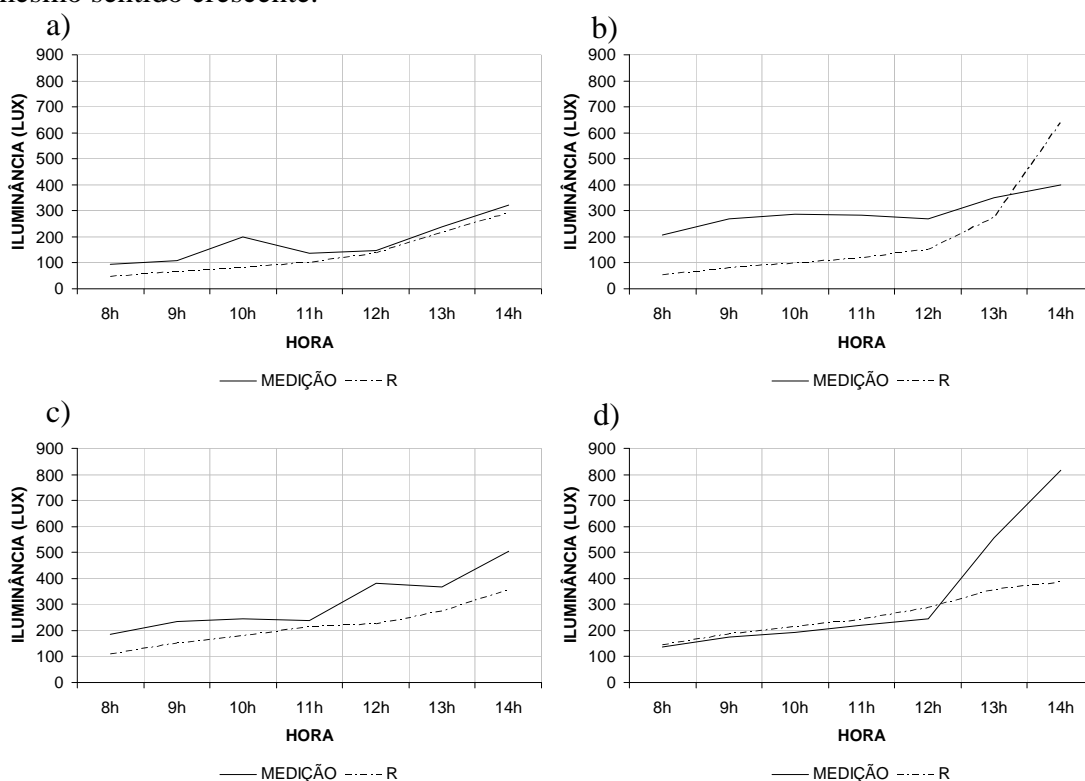 mesmo sentido crescente.
a)
ILUMINÂNCIA (LUX)
900
800
700
600
500
400
300
200
100
0
8h 9h 10h 11h 12h 13h 14h
HORA
MEDIÇÃO R
b)
ILUMINÂNCIA (LUX)
900
800
700
600
500
400
300
200
100
0
8h 9h 10h 11h 12h 13h 14h
HORA
MEDIÇÃO R
c)
ILUMINÂNCIA (LUX)
900
800
700
600
500
400
300
200
100
0
8h 9h 10h 11h 12h 13h 14h
HORA
MEDIÇÃO R
d)
ILUMINÂNCIA (LUX)
900
800
700
600
500
400
300
200
100
0
8h 9h 10h 11h 12h 13h 14h
HORA
MEDIÇÃO R